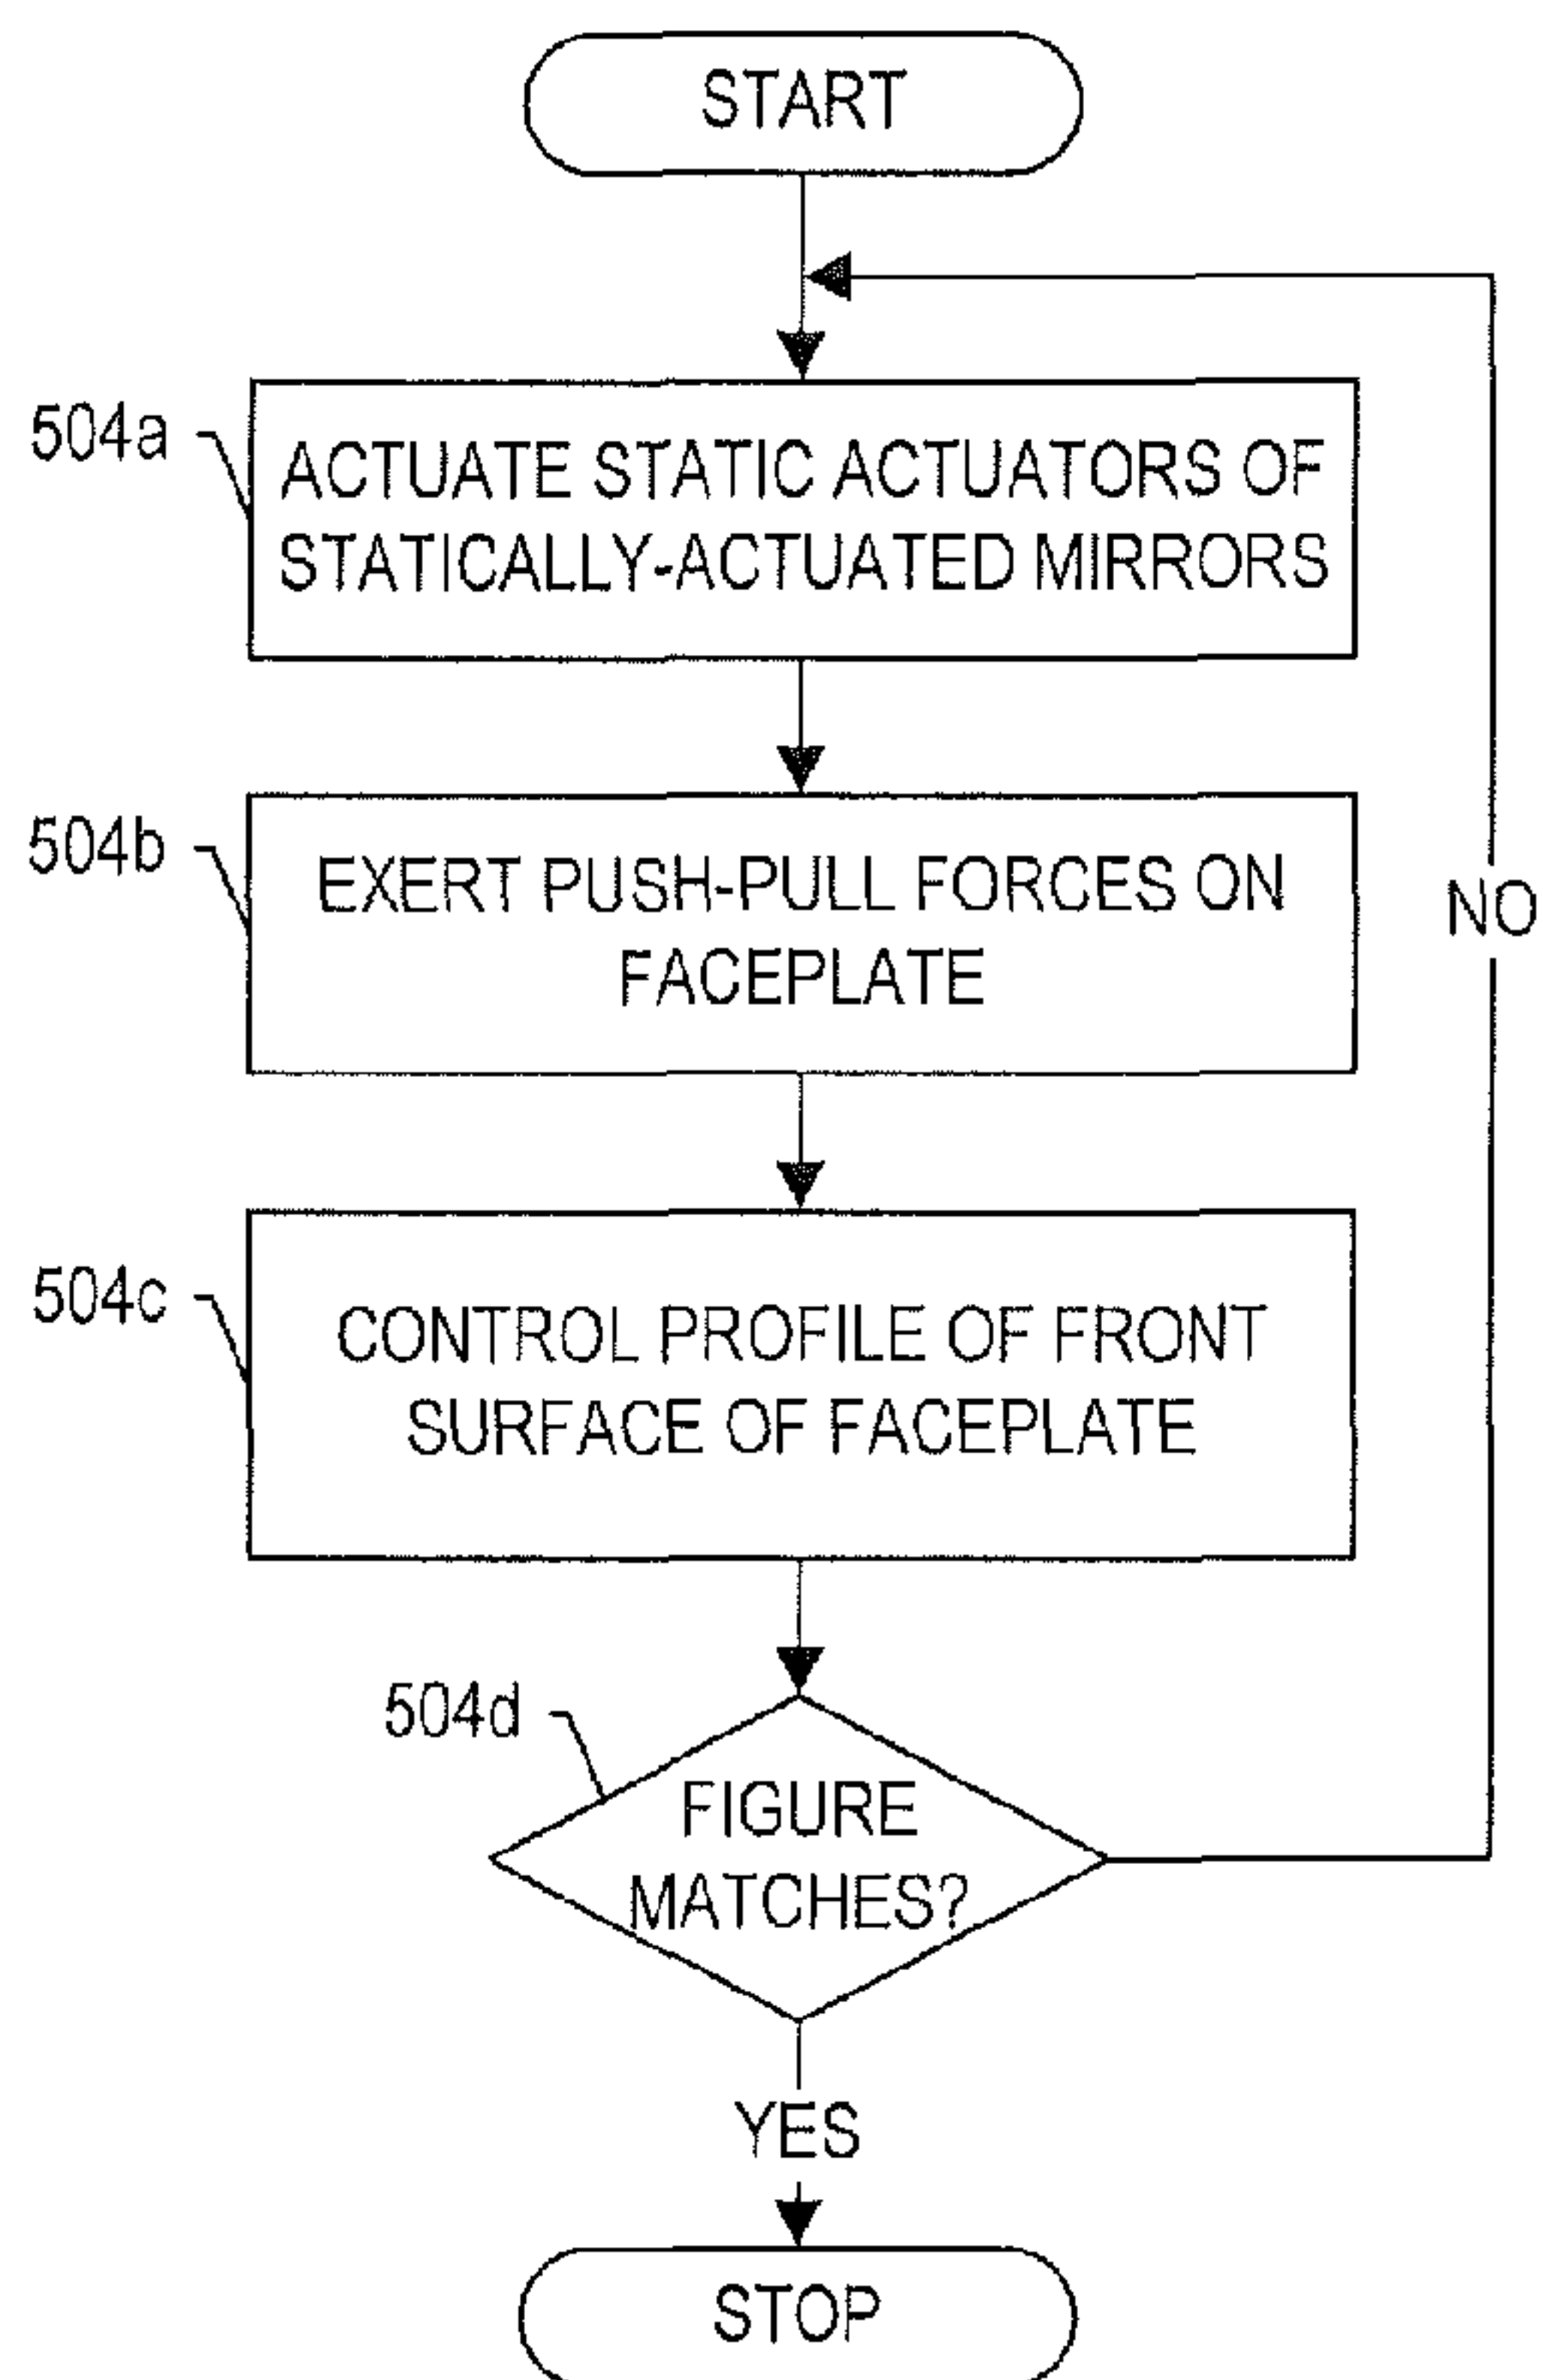 START
504a
ACTUATE STATIC ACTUATORS OF
STATICALLY-ACTUATED MIRRORS
504b
EXERT PUSH-PULL FORCES ON
FACEPLATE
NO
504c
CONTROL PROFILE OF FRONT
SURFACE OF FACEPLATE
504d
FIGURE
MATCHES?
YES
STOP